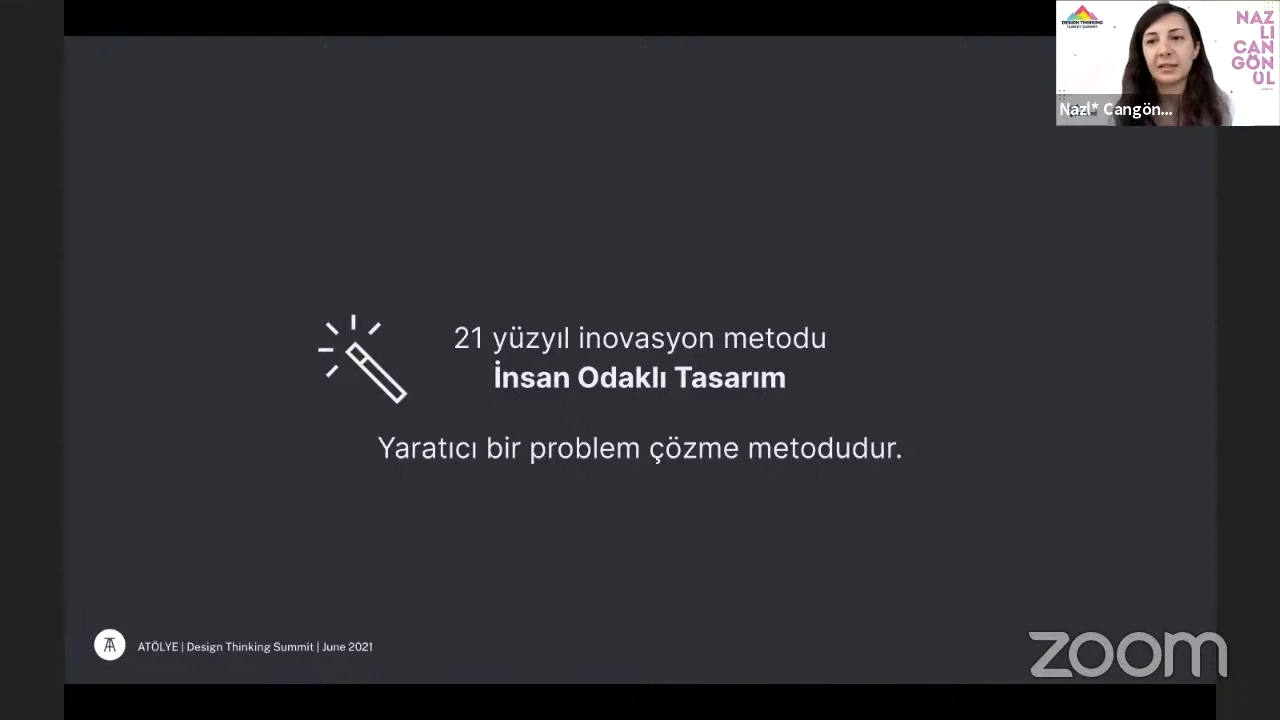 DESIGN THINKING
TURKEY SUMMIT
NAZ
LI
CAN
GÖN
ÜL
Nazl* Cangön...
21 yüzyıl inovasyon metodu
İnsan Odaklı Tasarım
Yaratıcı bir problem çözme metodudur.
ATÖLYE | Design Thinking Summit | June 2021
zoom